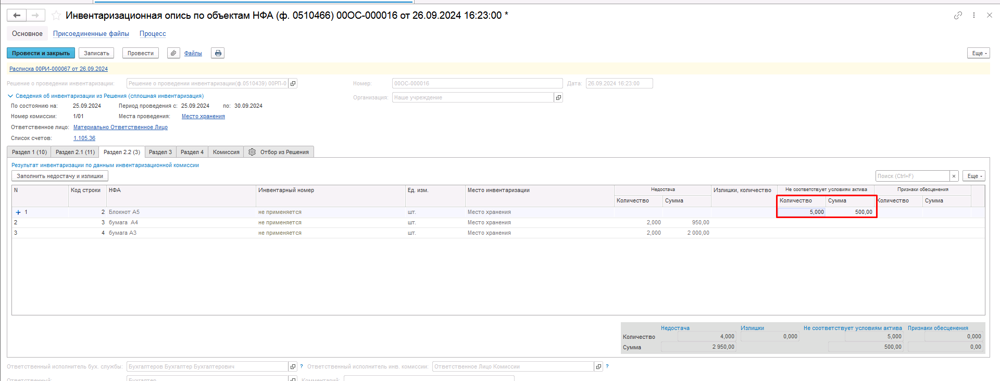 Инвентаризационная опись по объектам НФА (ф. 0510466) 00ОС-000016 от 26.09.2024 16:23:00 *
Основное Присоединенные файлы Процесс
Провести и закрыть Записать Провести Файлы Еще
Расписка 00РИ-000067 от 26.09.2024
Решение о проведении инвентаризации: Решение о проведении инвентаризации(ф.0510439) 00РП-0 Номер: 00ОС-000016 Дата: 26.09.2024 16:23:00
Сведения об инвентаризации из Решения (сплошная инвентаризация) Организация: Наше учреждение
По состоянию на: 25.09.2024 Период проведения с: 25.09.2024 по: 30.09.2024
Номер комиссии: 1/01 Места проведения: Место хранения
Ответственное лицо: Материально Ответственное Лицо
Список счетов: 1.105.36
Раздел 1 (10) Раздел 2.1 (11) Раздел 2.2 (3) Раздел 3 Раздел 4 Комиссия Отбор из Решения
Результат инвентаризации по данным инвентаризационной комиссии
Заполнить недостачу и излишки Поиск (Ctrl+F) × Еще
N Код строки НФА Инвентарный номер Ед. изм. Место инвентаризации Недостача Излишки, количество Не соответствует условиям актива Признаки обесценения
Количество Сумма Количество Сумма Количество Сумма
1 2 Блокнот А5 не применяется шт. Место хранения 5,000 500,00
2 3 бумага А4 не применяется шт. Место хранения 2,000 950,00
3 4 бумага А3 не применяется шт. Место хранения 2,000 2 000,00
Недостача Излишки Не соответствует условиям актива Признаки обесценения
Количество 4,000 0,000 5,000 0,000
Сумма 2 950,00 500,00 0,00
Ответственный исполнитель бух. службы: Бухгалтеров Бухгалтер Бухгалтерович ? Ответственный исполнитель инв. комиссии: Ответственное Лицо Комиссии ?
Ответственный: Бухгалтер Комментарий: